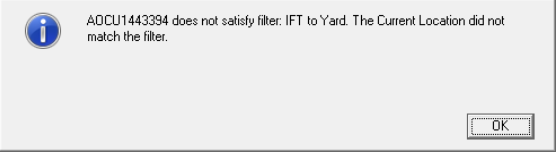 AOCU1443394 does not satisfy filter: IFT to Yard. The Current Location did not
match the filter.
OK